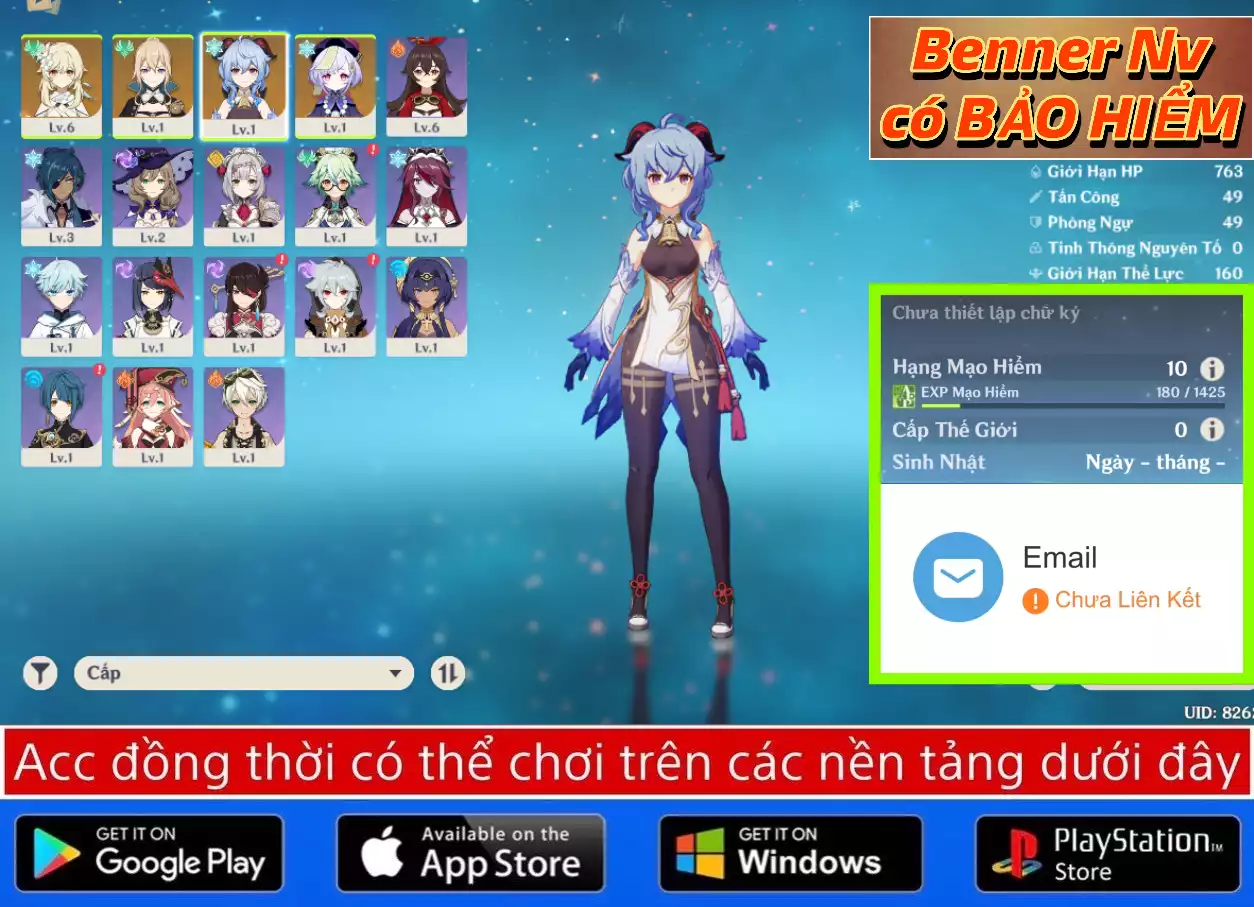 Benner Nv
có BẢO HIỂM
Lv.6
Lv.1
Lv.1
Lv.1
Lv.6
Lv.3
Lv.2
Lv.1
Lv.1
Lv.1
Lv.1
Lv.1
Lv.1
Lv.1
Lv.1
Lv.1
Lv.1
Lv.1
Giới Hạn HP 763
Tấn Công 49
Phòng Ngự 49
Tinh Thông Nguyên Tố 0
Giới Hạn Thể Lực 160
Chưa thiết lập chữ ký
Hạng Mạo Hiểm 10
EXP Mạo Hiểm 180 / 1425
Cấp Thế Giới 0
Sinh Nhật Ngày - tháng -
Email
Chưa Liên Kết
Cấp
UID: 826
Acc đồng thời có thể chơi trên các nền tảng dưới đây
GET IT ON
Google Play
Available on the
App Store
GET IT ON
Windows
PlayStation™
Store